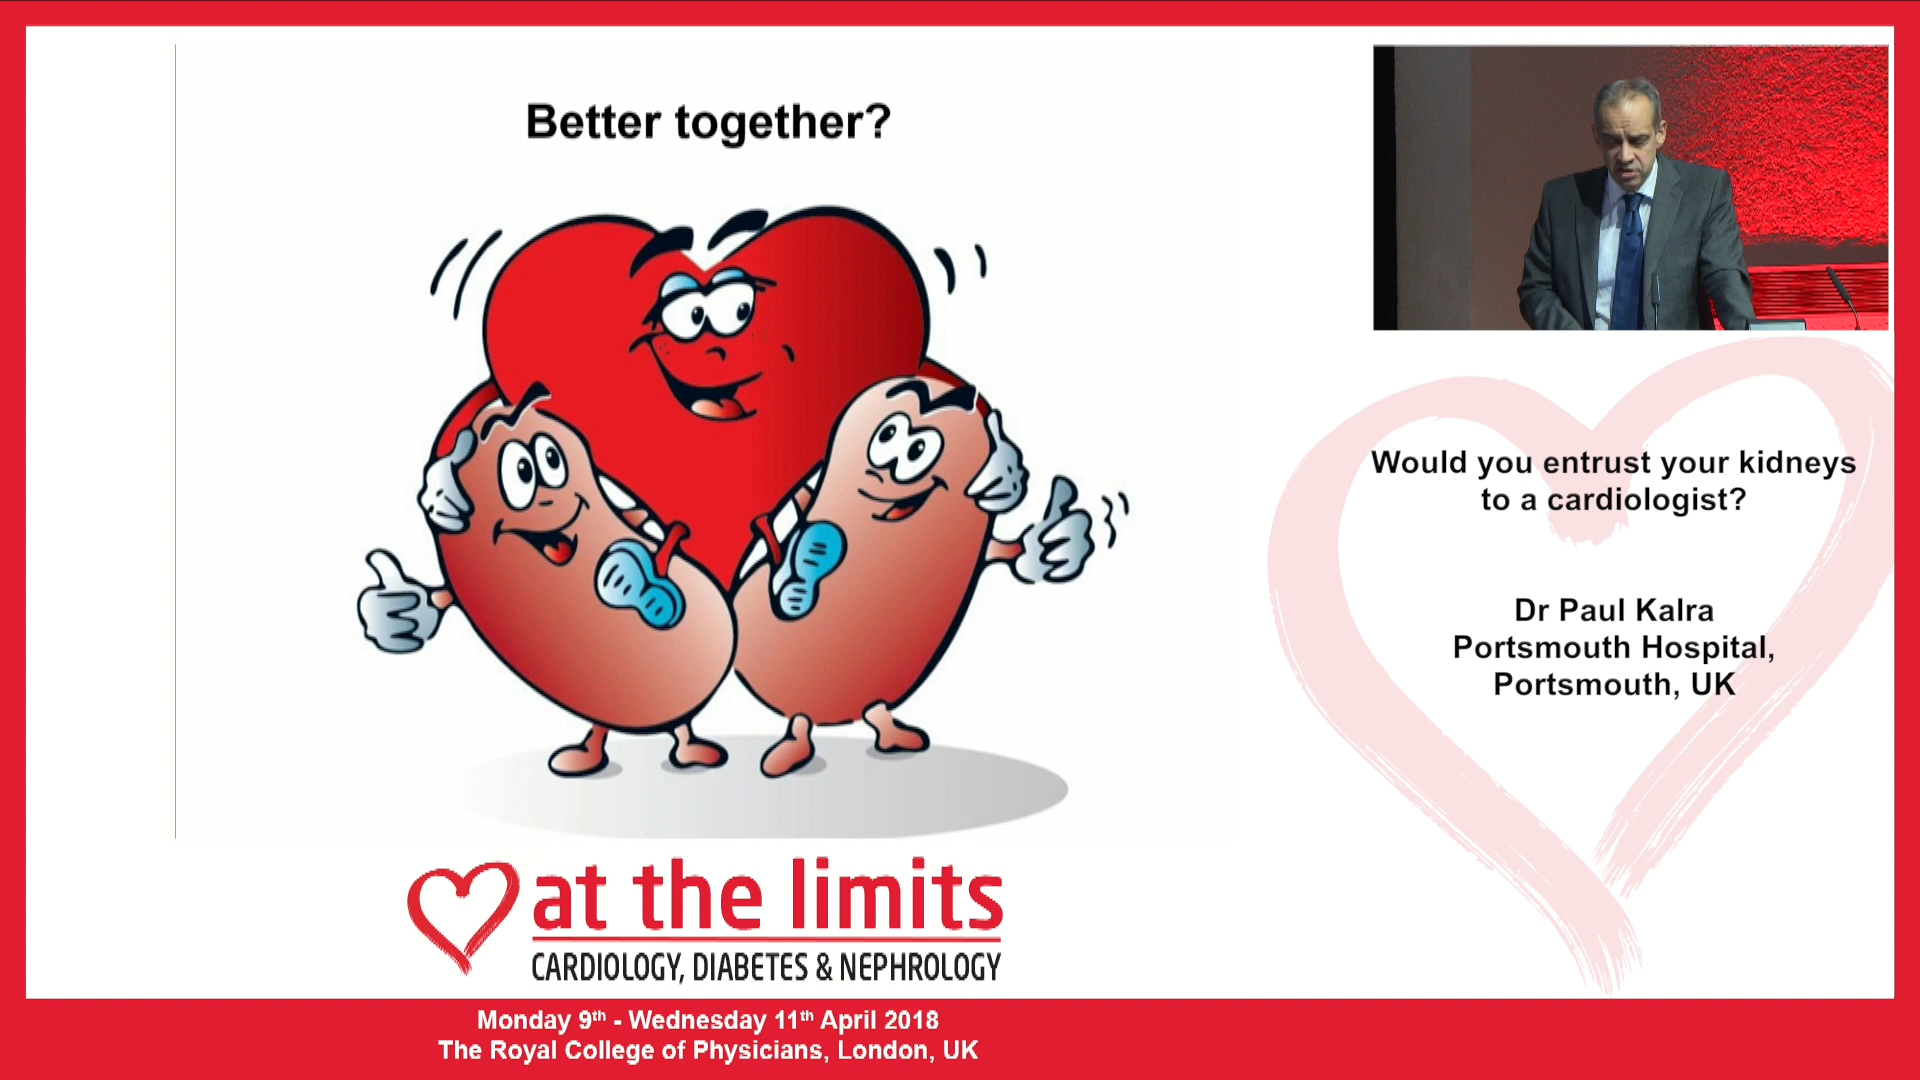 Better together?
Would you entrust your kidneys
to a cardiologist?
Dr Paul Kalra
Portsmouth Hospital,
Portsmouth, UK
at the limits
CARDIOLOGY, DIABETES & NEPHROLOGY
Monday 9th - Wednesday 11th April 2018
The Royal College of Physicians, London, UK